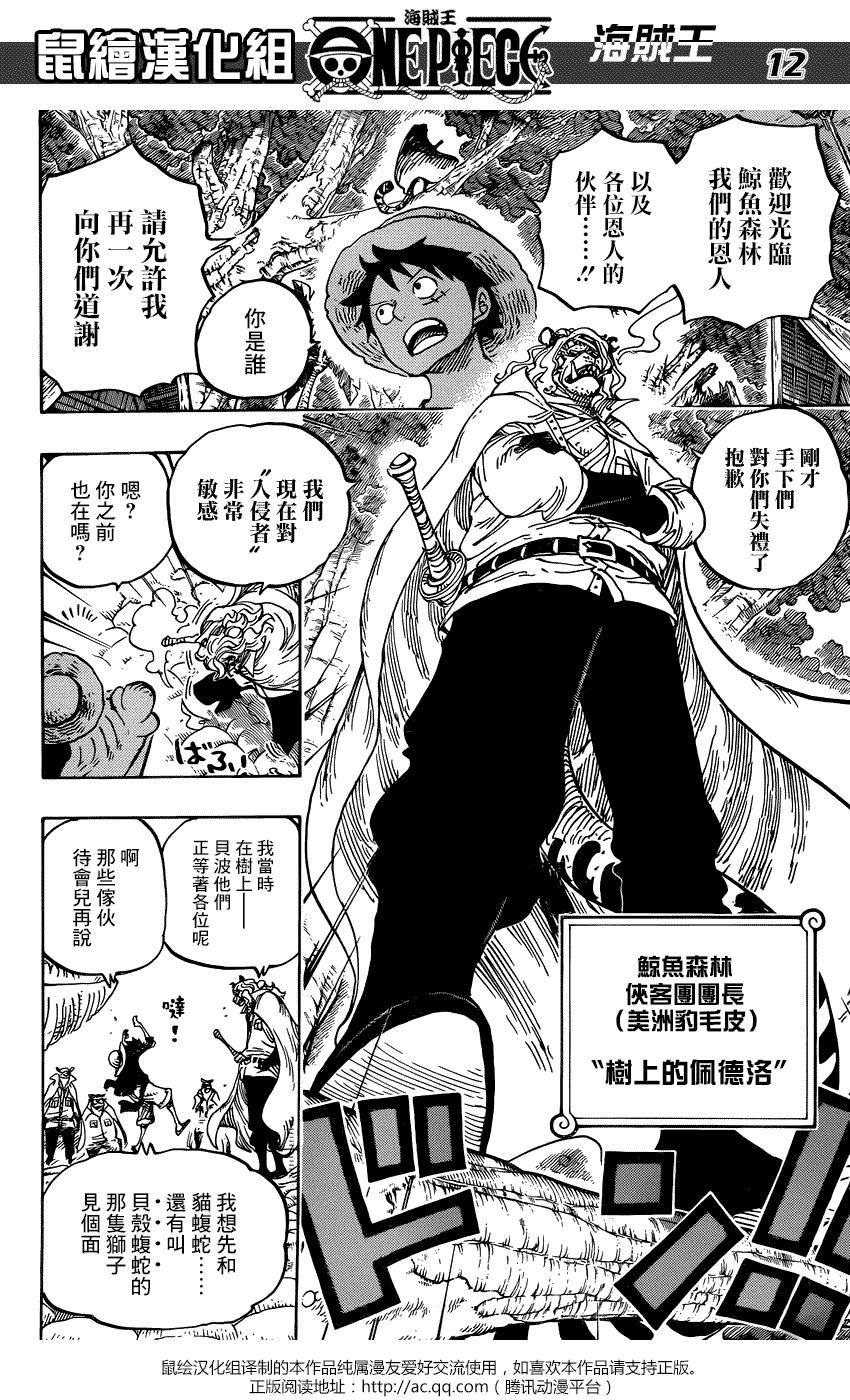 鼠繪漢化組
海賊王
ONE PIECE
海賊王
12
歡迎光臨
鯨魚森林
我們的恩人
以及
各位恩人的
伙伴……!!
你是誰
請允許我
再一次
向你們道謝
剛才
手下們
對你們失禮了
抱歉
我們
現在對
"入侵者"
非常
敏感
嗯？
你之前
也在嗎？
ばふぃ
鯨魚森林
俠客團團長
（美洲豹毛皮）
"樹上的佩德洛"
我當時
在樹上——
貝波他們
正等著各位呢
啊
那些傢伙
待會兒再說
噠！
我想先和
貓蝮蛇……
還有叫
貝殼蝮蛇的
那隻獅子
見個面
ドンッ!!
鼠绘汉化组译制的本作品纯属漫友爱好交流使用，如喜欢本作品请支持正版。
正版阅读地址：http://ac.qq.com（腾讯动漫平台）